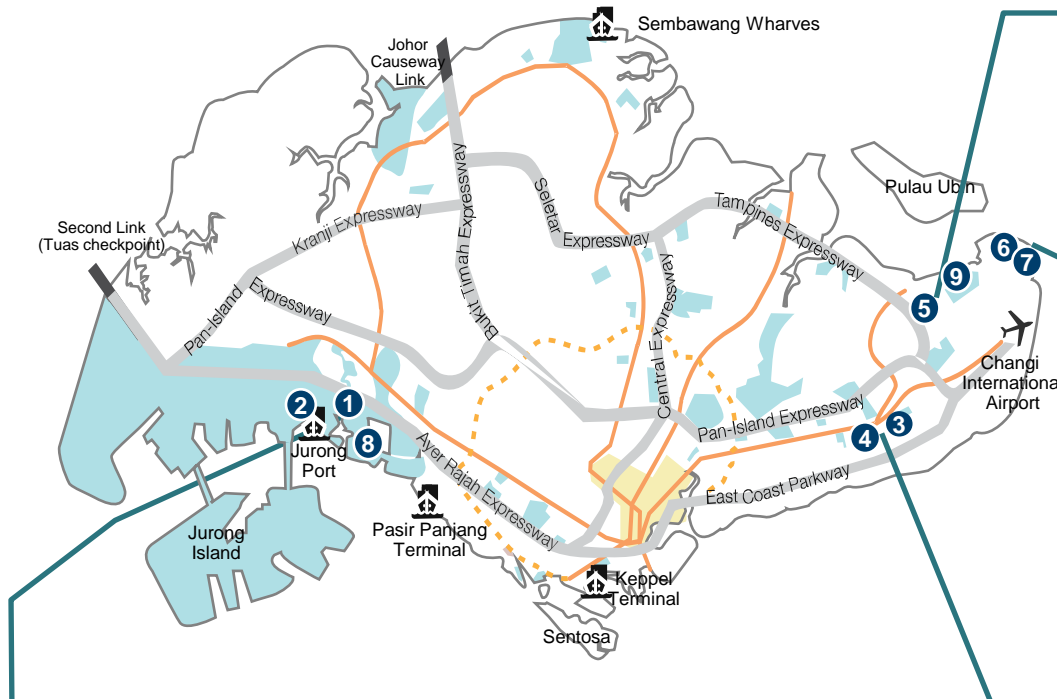 Sembawang Wharves
Johor
Causeway
Link
Pulau Ubin
Second Link
(Tuas checkpoint)
Kranji Expressway
Bukit Timah Expressway
Seletar
Expressway
Tampines Expressway
Pan-Island
Expressway
Central Expressway
6
7
9
5
Changi
International
Airport
Pan-Island Expressway
3
4
2
1
8
Jurong
Port
Ayer Rajah Expressway
East Coast Parkway
Pasir Panjang
Terminal
Jurong
Island
Keppel
Terminal
Sentosa